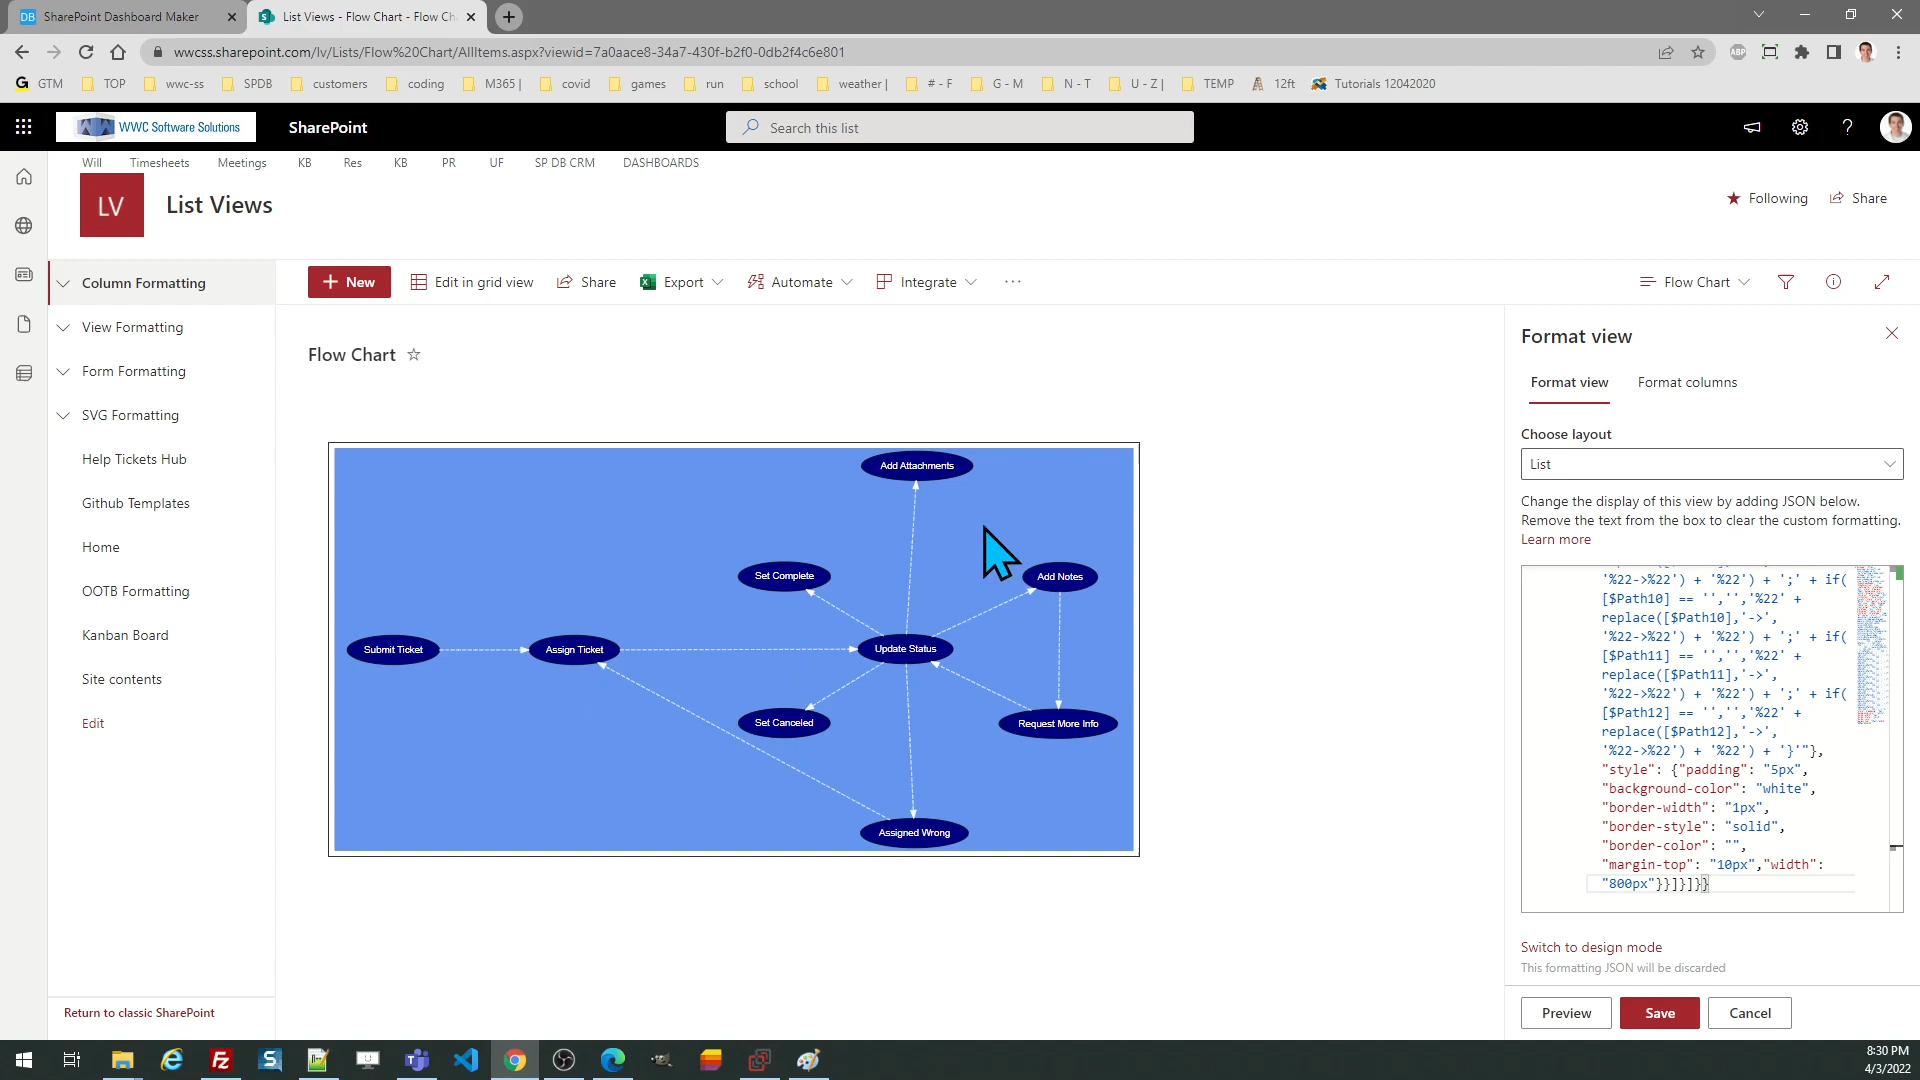 SharePoint Dashboard Maker
List Views - Flow Chart - Flow Ch
wwcss.sharepoint.com/lv/Lists/Flow%20Chart/AllItems.aspx?viewid=7a0aace8-34a7-430f-b2f0-0db2f4c6e801
GTM TOP wwc-ss SPDB customers coding M365 | covid games run school weather | # - F G - M N - T U - Z | TEMP 12ft Tutorials 12042020
WWC Software Solutions SharePoint Search this list
Will Timesheets Meetings KB Res KB PR UF SP DB CRM DASHBOARDS
LV List Views
Following Share
New Edit in grid view Share Export Automate Integrate ... Flow Chart
Column Formatting
View Formatting
Form Formatting
SVG Formatting
Help Tickets Hub
Github Templates
Home
OOTB Formatting
Kanban Board
Site contents
Edit
Return to classic SharePoint
Flow Chart
Add Attachments
Set Complete
Add Notes
Submit Ticket
Assign Ticket
Update Status
Set Canceled
Request More Info
Assigned Wrong
Format view
Format view Format columns
Choose layout
List
Change the display of this view by adding JSON below.
Remove the text from the box to clear the custom formatting.
Learn more
'%22->%22') + '%22') + ';' + if(
[$Path10] == '','','%22' +
replace([$Path10],'->',
'%22->%22') + '%22') + ';' + if(
[$Path11] == '','','%22' +
replace([$Path11],'->',
'%22->%22') + '%22') + ';' + if(
[$Path12] == '','','%22' +
replace([$Path12],'->',
'%22->%22') + '%22') + '}'"},
"style": {"padding": "5px",
"background-color": "white",
"border-width": "1px",
"border-style": "solid",
"border-color": "",
"margin-top": "10px","width":
"800px"}}]}]}}
Switch to design mode
This formatting JSON will be discarded
Preview Save Cancel
8:30 PM
4/3/2022